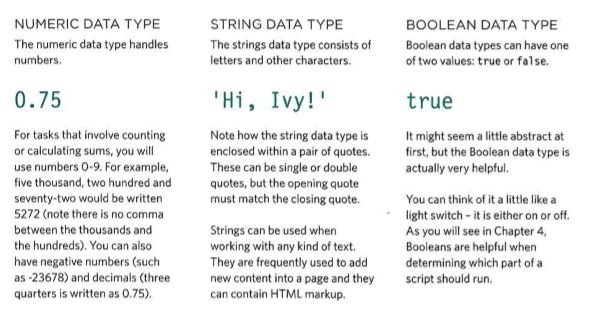 NUMERIC DATA TYPE
The numeric data type handles
numbers.
0.75
For tasks that involve counting
or calculating sums, you will
use numbers 0-9. For example,
five thousand, two hundred and
seventy-two would be written
5272 (note there is no comma
between the thousands and
the hundreds). You can also
have negative numbers (such
as -23678) and decimals (three
quarters is written as 0.75).
STRING DATA TYPE
The strings data type consists of
letters and other characters.
'Hi, Ivy!'
Note how the string data type is
enclosed within a pair of quotes.
These can be single or double
quotes, but the opening quote
must match the closing quote.
Strings can be used when
working with any kind of text.
They are frequently used to add
new content into a page and they
can contain HTML markup.
BOOLEAN DATA TYPE
Boolean data types can have one
of two values: true or false.
true
It might seem a little abstract at
first, but the Boolean data type is
actually very helpful.
You can think of it a little like a
light switch – it is either on or off.
As you will see in Chapter 4,
Booleans are helpful when
determining which part of a
script should run.